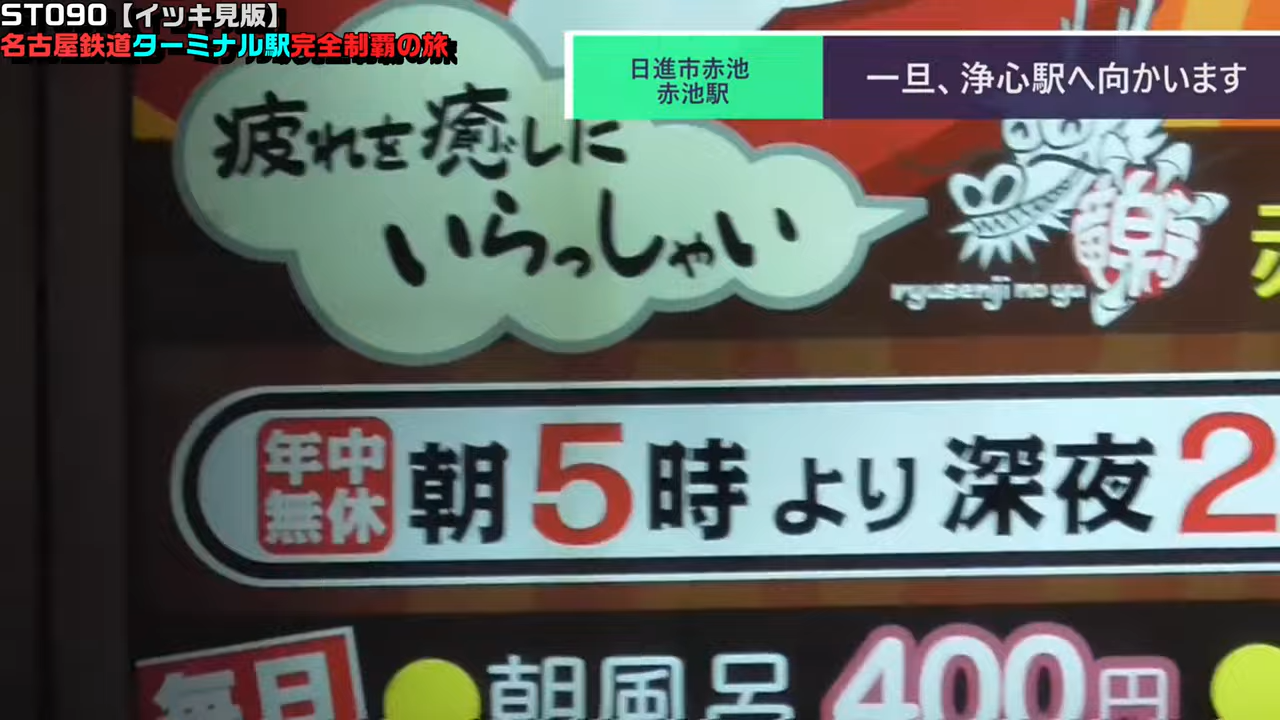 ST090【イッキ見版】
名古屋鉄道ターミナル駅完全制覇の旅
日進市赤池
赤池駅
一旦、浄心駅へ向かいます
疲れを癒しに
いらっしゃい
楽
ryusenji no yu
年中
無休
朝5時より深夜2
毎日
朝風呂400円